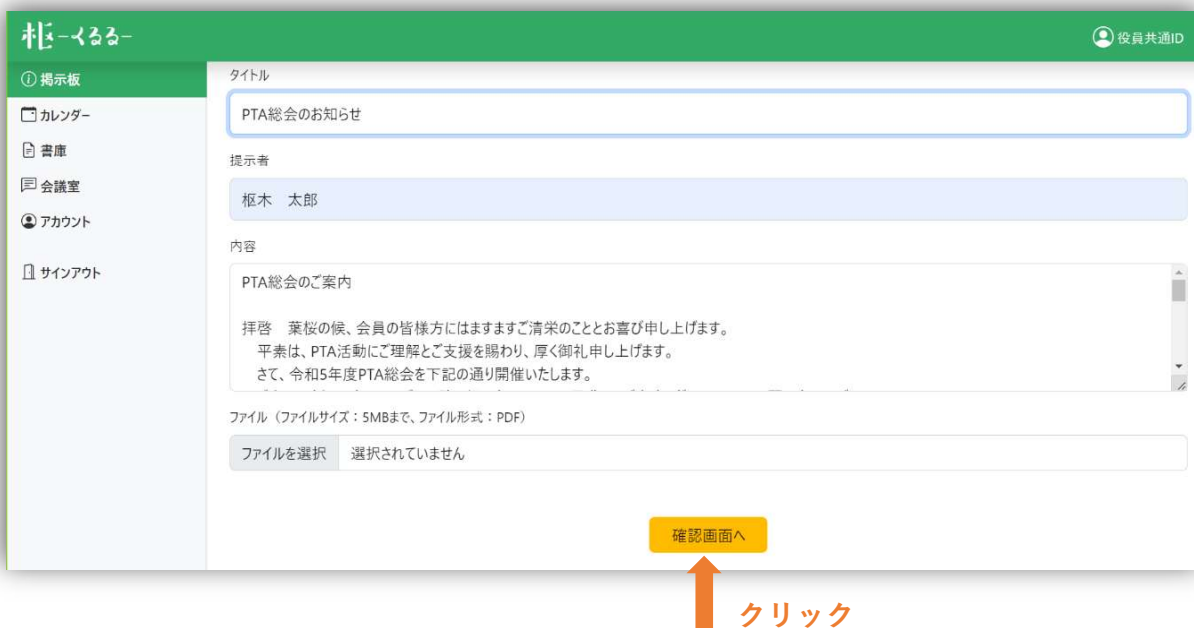 枢-くるる-
役員共通ID
掲示板
カレンダー
書庫
会議室
アカウント
サインアウト
タイトル
PTA総会のお知らせ
提示者
枢木　太郎
内容
PTA総会のご案内
拝啓　葉桜の候、会員の皆様方にはますますご清栄のこととお喜び申し上げます。
平素は、PTA活動にご理解とご支援を賜わり、厚く御礼申し上げます。
さて、令和5年度PTA総会を下記の通り開催いたします。
ファイル（ファイルサイズ：5MBまで、ファイル形式：PDF）
ファイルを選択　選択されていません
確認画面へ
クリック